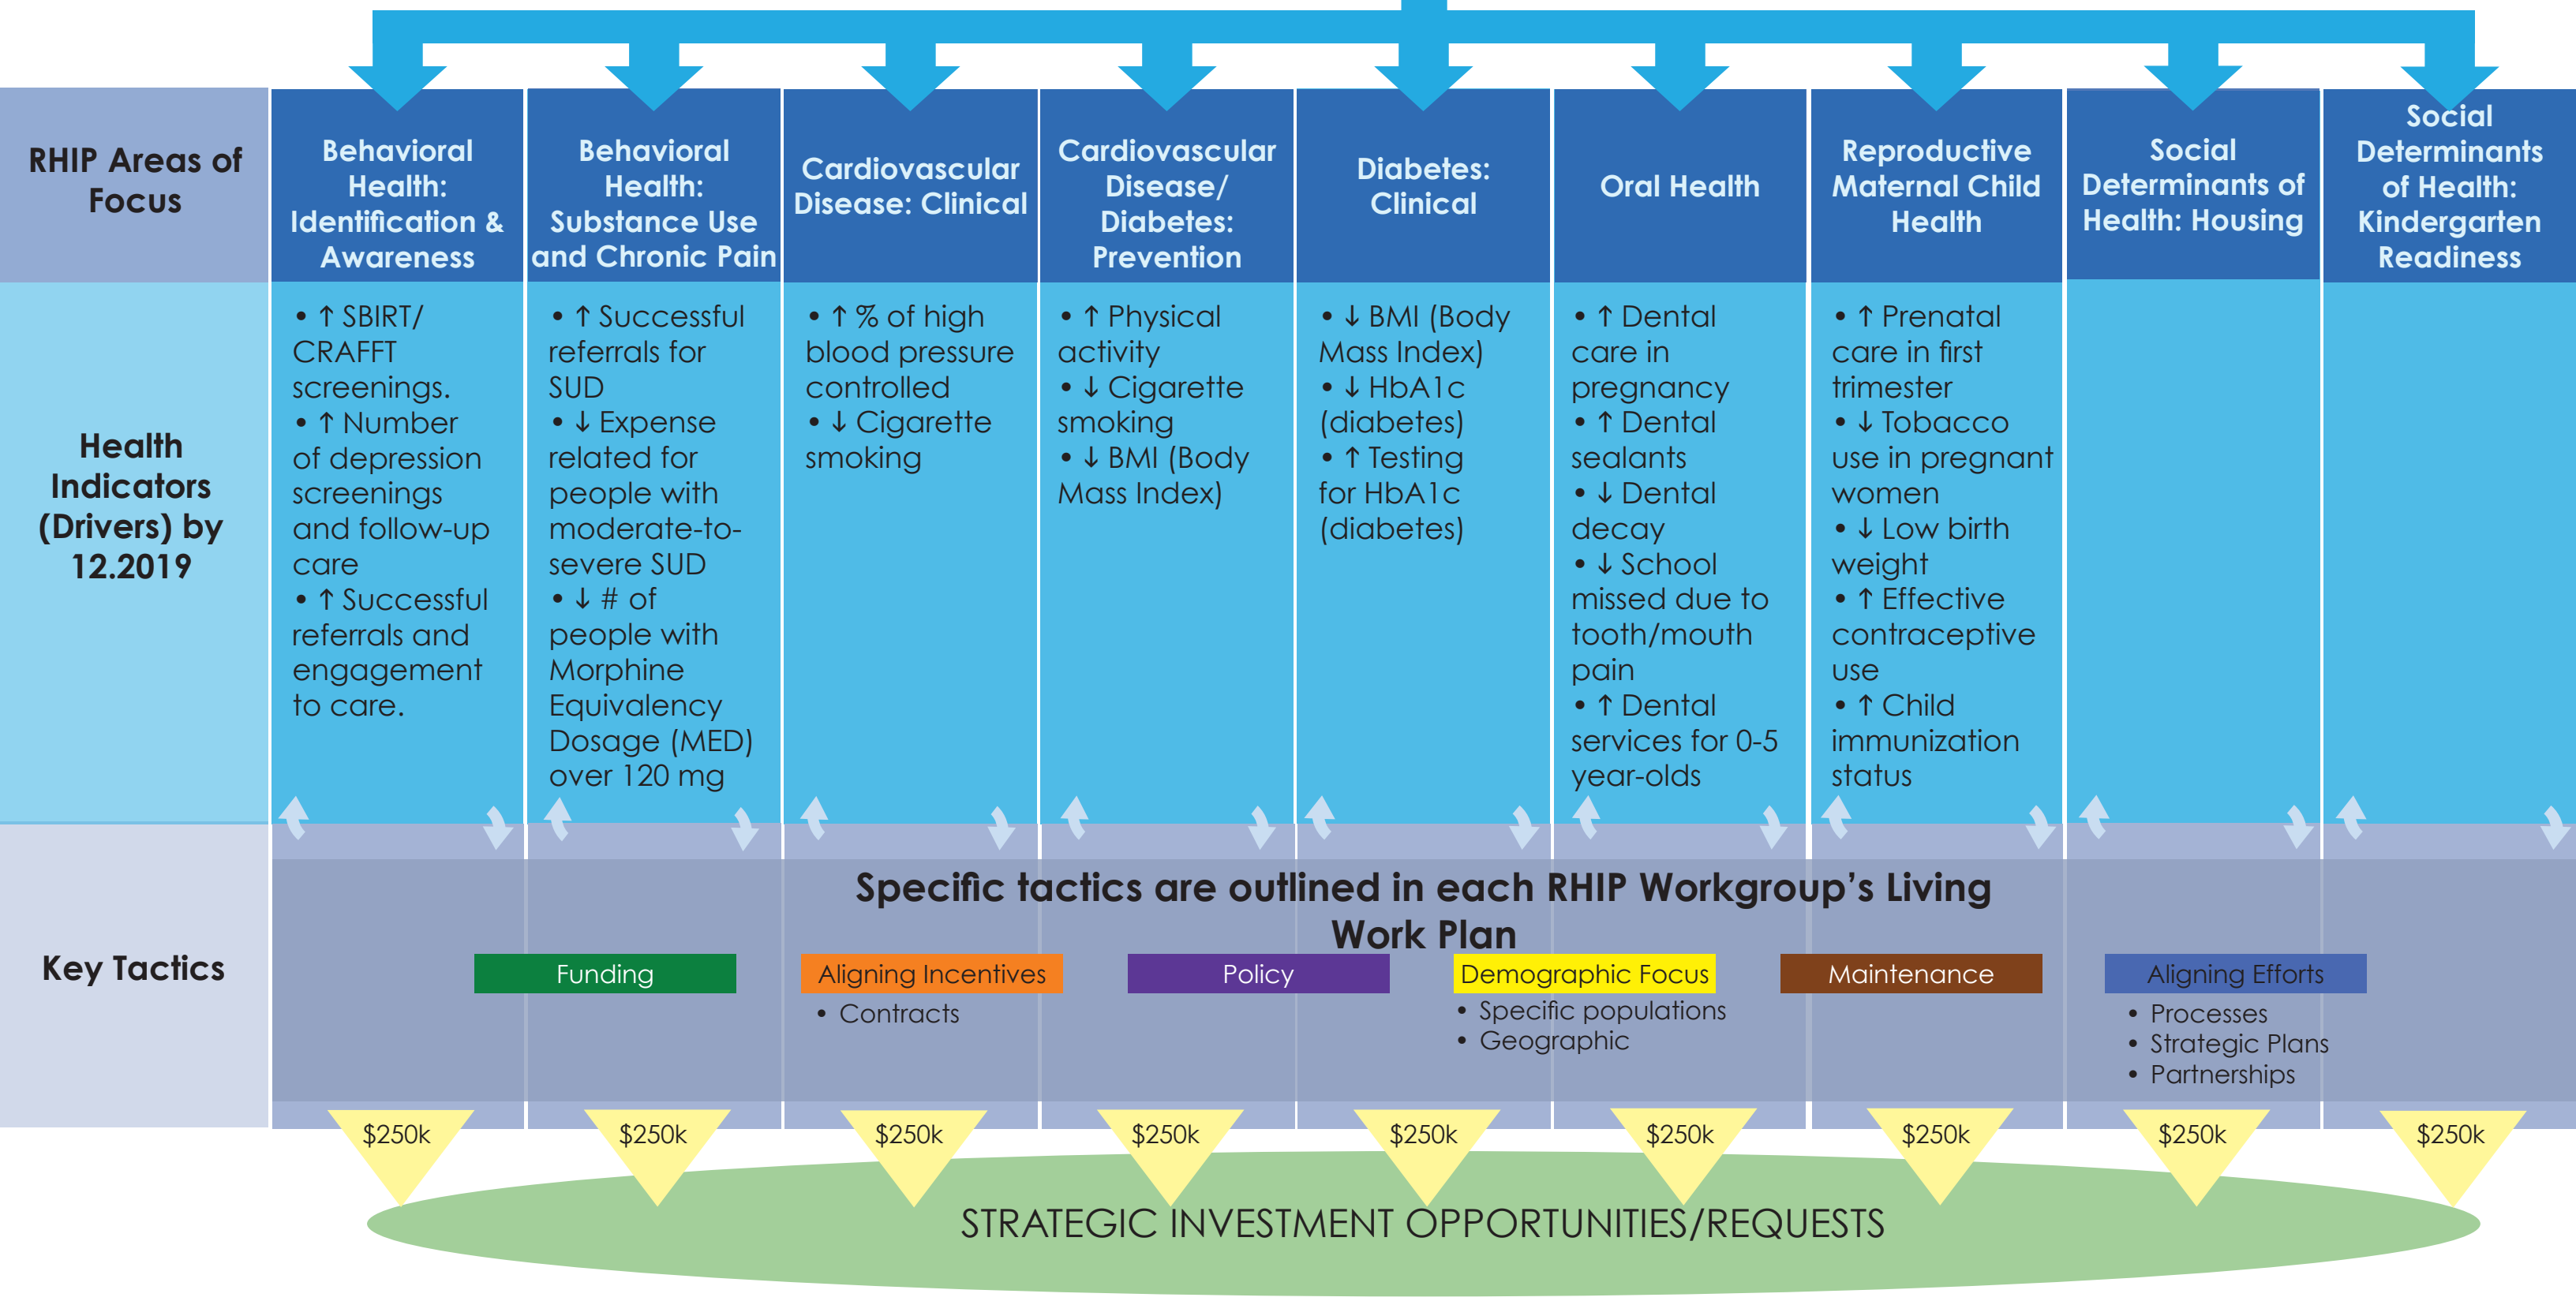 RHIP Areas of
Focus
Behavioral
Health:
Identification &
Awareness
Behavioral
Health:
Substance Use
and Chronic Pain
Cardiovascular
Disease: Clinical
Cardiovascular
Disease/
Diabetes:
Prevention
Diabetes:
Clinical
Oral Health
Reproductive
Maternal Child
Health
Social
Determinants of
Health: Housing
Social
Determinants
of Health:
Kindergarten
Readiness
Health
Indicators
(Drivers) by
12.2019
• ↑ SBIRT/
CRAFFT
screenings.
• ↑ Number
of depression
screenings
and follow-up
care
• ↑ Successful
referrals and
engagement
to care.
• ↑ Successful
referrals for
SUD
• ↓ Expense
related for
people with
moderate-to-
severe SUD
• ↓ # of
people with
Morphine
Equivalency
Dosage (MED)
over 120 mg
• ↑ % of high
blood pressure
controlled
• ↓ Cigarette
smoking
• ↑ Physical
activity
• ↓ Cigarette
smoking
• ↓ BMI (Body
Mass Index)
• ↓ BMI (Body
Mass Index)
• ↓ HbA1c
(diabetes)
• ↑ Testing
for HbA1c
(diabetes)
• ↑ Dental
care in
pregnancy
• ↑ Dental
sealants
• ↓ Dental
decay
• ↓ School
missed due to
tooth/mouth
pain
• ↑ Dental
services for 0-5
year-olds
• ↑ Prenatal
care in first
trimester
• ↓ Tobacco
use in pregnant
women
• ↓ Low birth
weight
• ↑ Effective
contraceptive
use
• ↑ Child
immunization
status
Key Tactics
Specific tactics are outlined in each RHIP Workgroup’s Living
Work Plan
Funding
Aligning Incentives
• Contracts
Policy
Demographic Focus
• Specific populations
• Geographic
Maintenance
Aligning Efforts
• Processes
• Strategic Plans
• Partnerships
$250k
$250k
$250k
$250k
$250k
$250k
$250k
$250k
$250k
STRATEGIC INVESTMENT OPPORTUNITIES/REQUESTS